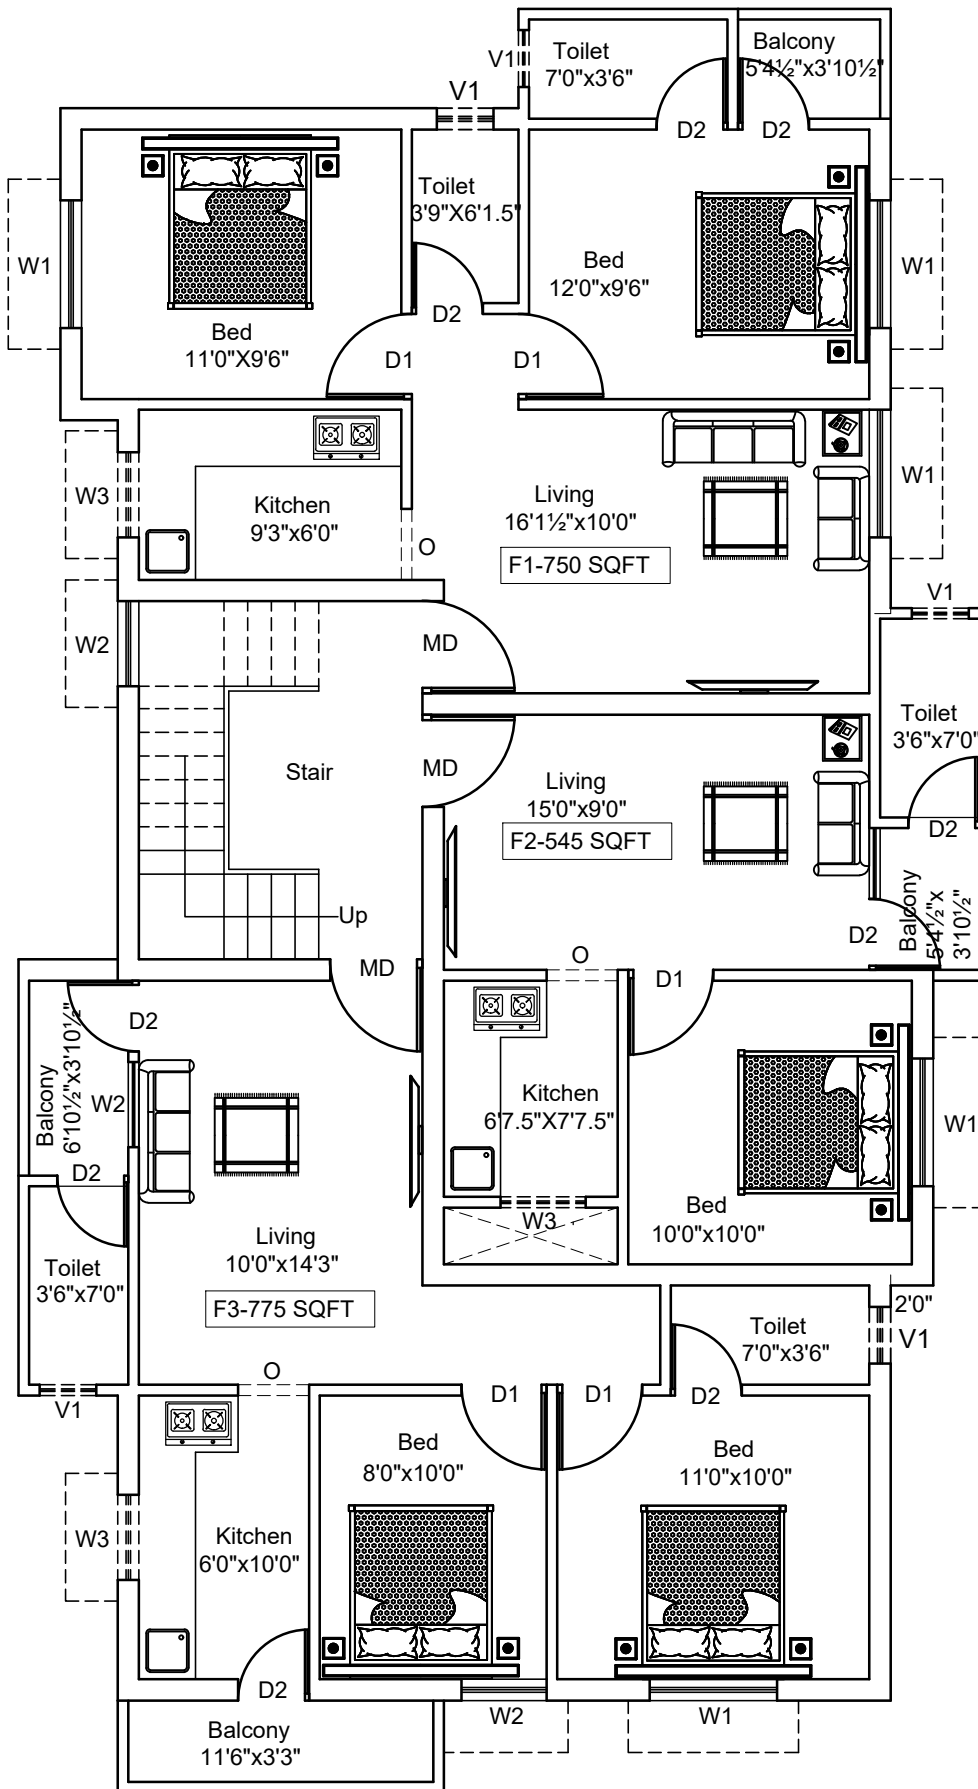 Toilet
7'0"x3'6"
V1
Balcony
5'4½"x3'10½"
D2
D2
V1
Toilet
3'9"X6'1.5"
D2
W1
Bed
11'0"X9'6"
D1
Bed
12'0"x9'6"
D1
W1
W3
Kitchen
9'3"x6'0"
O
Living
16'1½"x10'0"
F1-750 SQFT
W1
W2
MD
V1
Toilet
3'6"x7'0"
D2
Stair
Up
MD
Living
15'0"x9'0"
F2-545 SQFT
D2
Balcony
5'4½"x
3'10½"
MD
O
D1
D2
Balcony
6'10½"x3'10½"
W2
D2
Kitchen
6'7.5"X7'7.5"
W3
Bed
10'0"x10'0"
W1
Toilet
3'6"x7'0"
V1
Living
10'0"x14'3"
F3-775 SQFT
2'0"
V1
Toilet
7'0"x3'6"
D2
O
D1
D1
Bed
8'0"x10'0"
Bed
11'0"x10'0"
W3
Kitchen
6'0"x10'0"
D2
W2
W1
Balcony
11'6"x3'3"